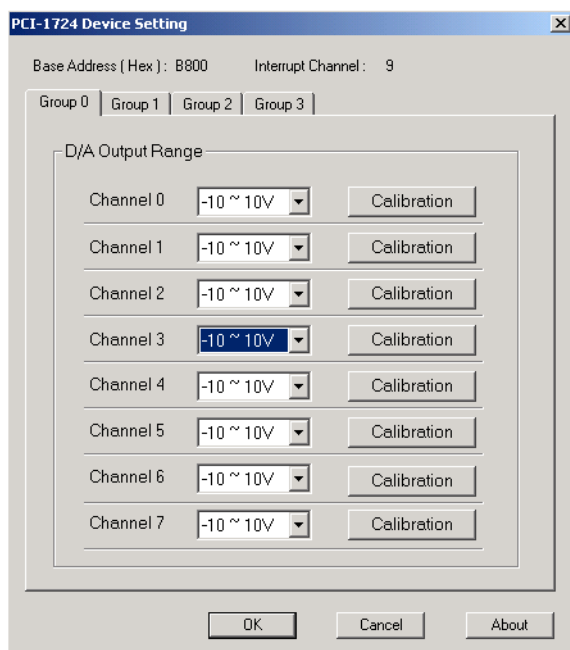 PCI-1724 Device Setting
Base Address ( Hex ) : B800 Interrupt Channel : 9
Group 0 Group 1 Group 2 Group 3
D/A Output Range
Channel 0 -10 ~ 10V Calibration
Channel 1 -10 ~ 10V Calibration
Channel 2 -10 ~ 10V Calibration
Channel 3 -10 ~ 10V Calibration
Channel 4 -10 ~ 10V Calibration
Channel 5 -10 ~ 10V Calibration
Channel 6 -10 ~ 10V Calibration
Channel 7 -10 ~ 10V Calibration
OK Cancel About